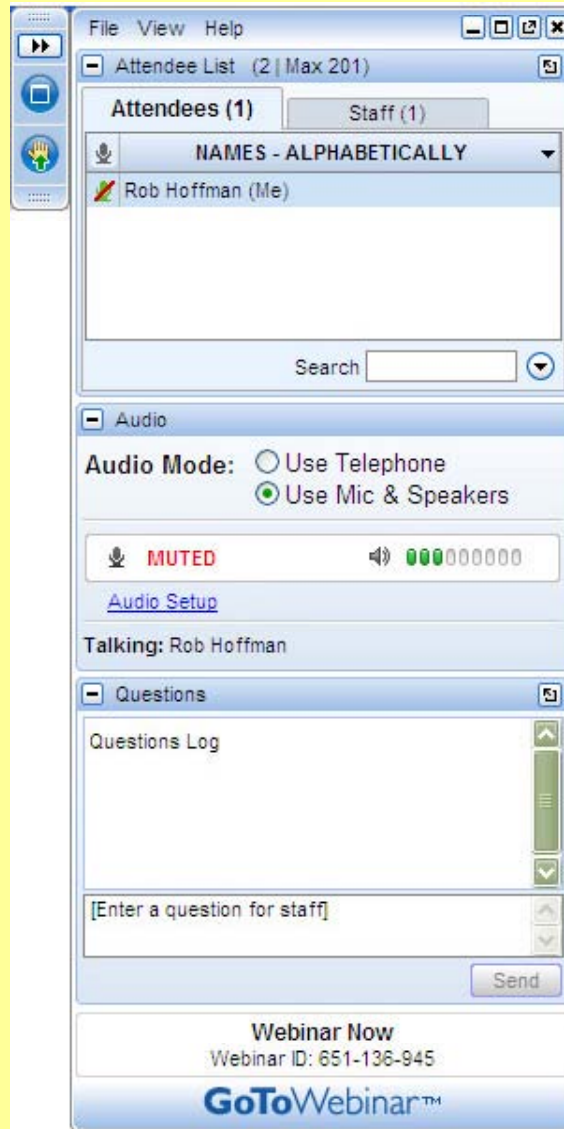 File View Help
Attendee List (2 | Max 201)
Attendees (1) Staff (1)
NAMES - ALPHABETICALLY
Rob Hoffman (Me)
Search
Audio
Audio Mode: Use Telephone
Use Mic & Speakers
MUTED
Audio Setup
Talking: Rob Hoffman
Questions
Questions Log
[Enter a question for staff]
Send
Webinar Now
Webinar ID: 651-136-945
GoToWebinar™